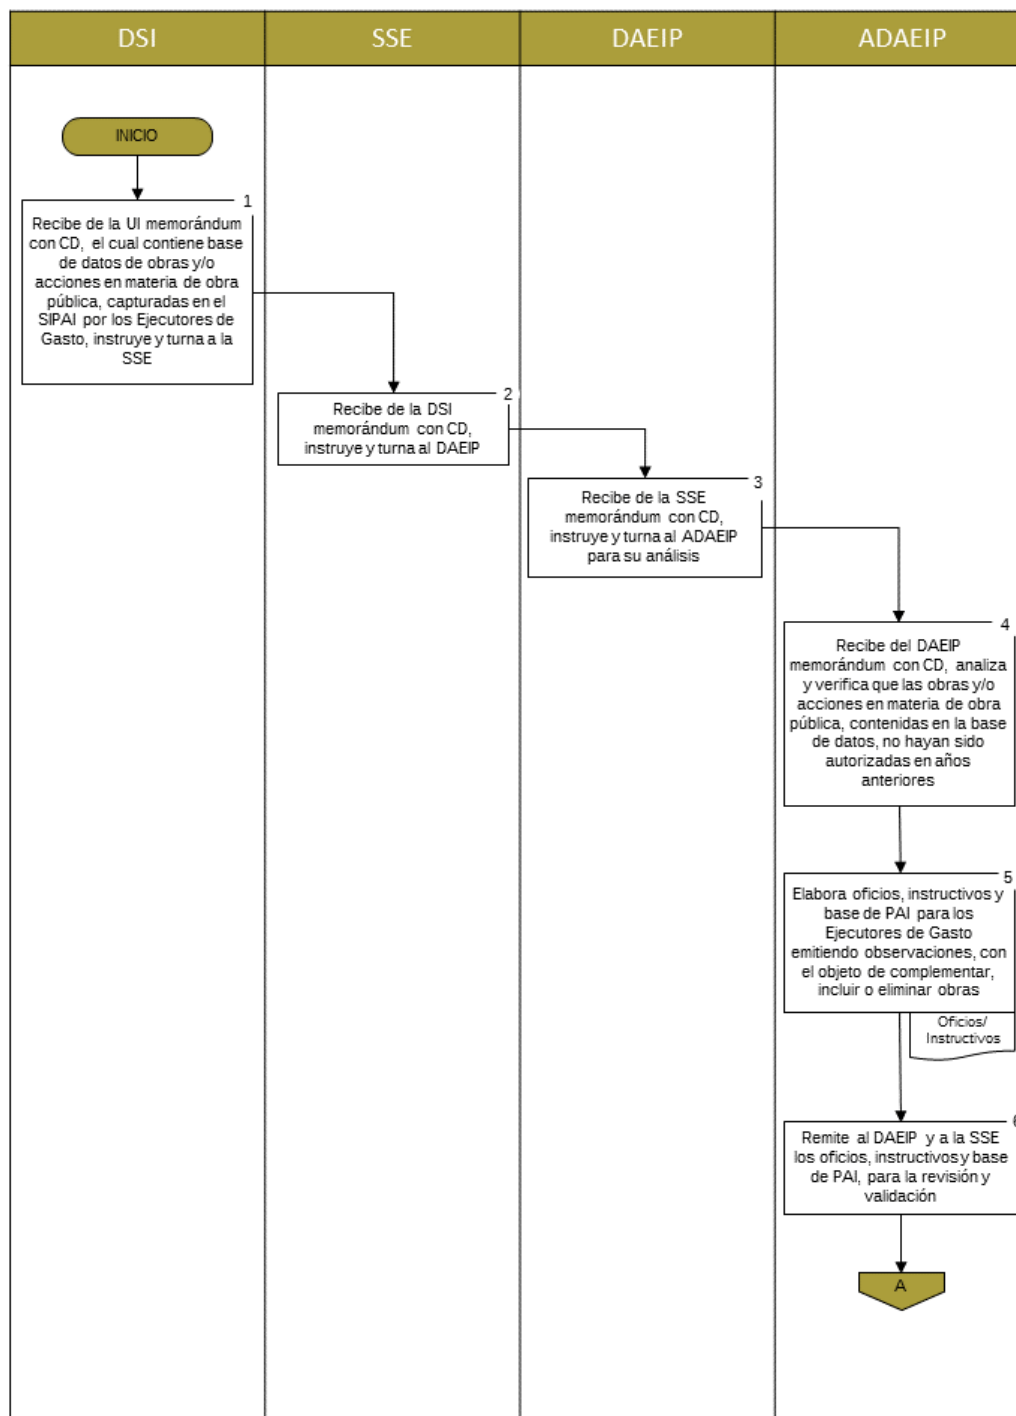 DSI
SSE
DAEIP
ADAEIP
INICIO
1
Recibe de la UI memorándum
con CD, el cual contiene base
de datos de obras y/o
acciones en materia de obra
pública, capturadas en el
SIPAI por los Ejecutores de
Gasto, instruye y turna a la
SSE
2
Recibe de la DSI
memorándum con CD,
instruye y turna al DAEIP
3
Recibe de la SSE
memorándum con CD,
instruye y turna al ADAEIP
para su análisis
4
Recibe del DAEIP
memorándum con CD, analiza
y verifica que las obras y/o
acciones en materia de obra
pública, contenidas en la base
de datos, no hayan sido
autorizadas en años
anteriores
5
Elabora oficios, instructivos y
base de PAI para los
Ejecutores de Gasto
emitiendo observaciones, con
el objeto de complementar,
incluir o eliminar obras
Oficios/
Instructivos
6
Remite al DAEIP y a la SSE
los oficios, instructivos y base
de PAI, para la revisión y
validación
A